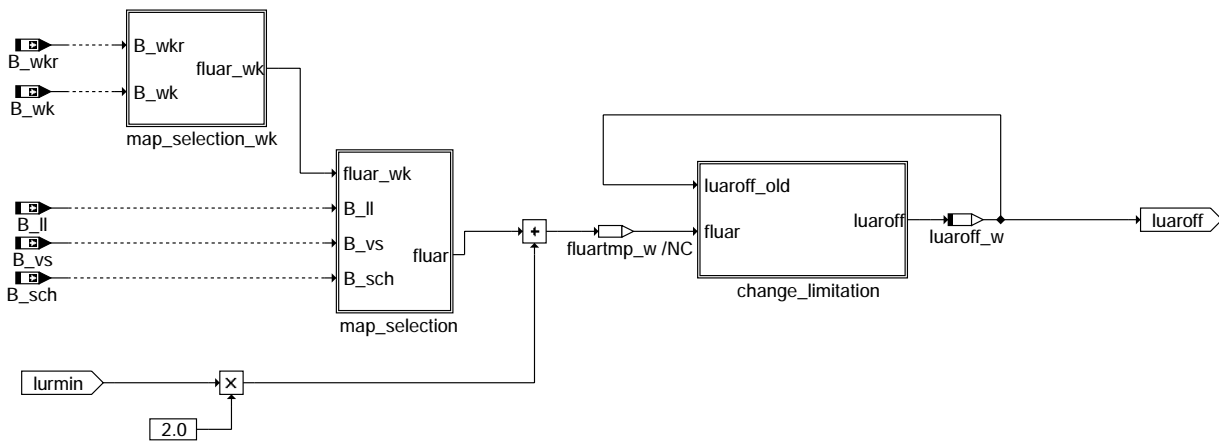 B_wkr
B_wk
B_wkr
B_wk
fluar_wk
map_selection_wk
B_ll
B_vs
B_sch
fluar_wk
B_ll
B_vs
B_sch
fluar
map_selection
lurmin
2.0
+
×
fluartmp_w /NC
luaroff_old
fluar
luaroff
change_limitation
luaroff_w
luaroff